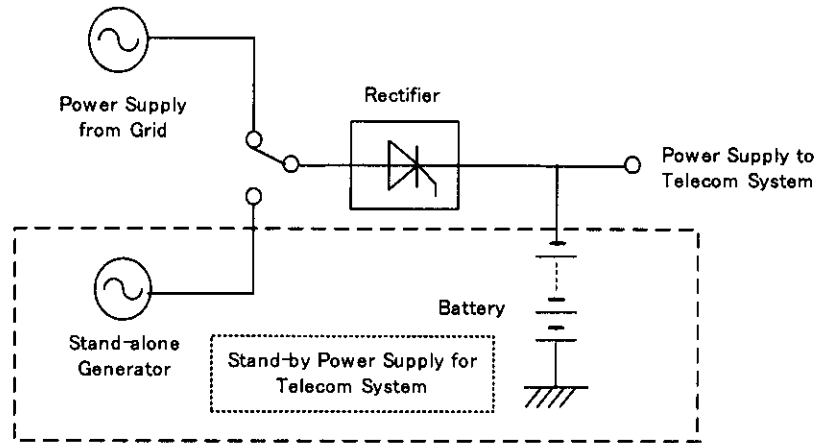 Power Supply
from Grid
Rectifier
Power Supply to
Telecom System
Battery
Stand-alone
Generator
Stand-by Power Supply for
Telecom System